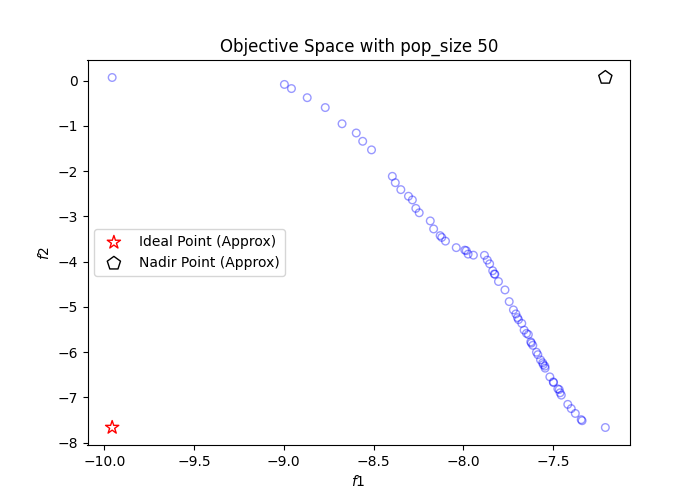 Objective Space with pop_size 50
0
−1
−2
−3
−4
−5
−6
−7
−8
f2
Ideal Point (Approx)
Nadir Point (Approx)
−10.0 −9.5 −9.0 −8.5 −8.0 −7.5
f1